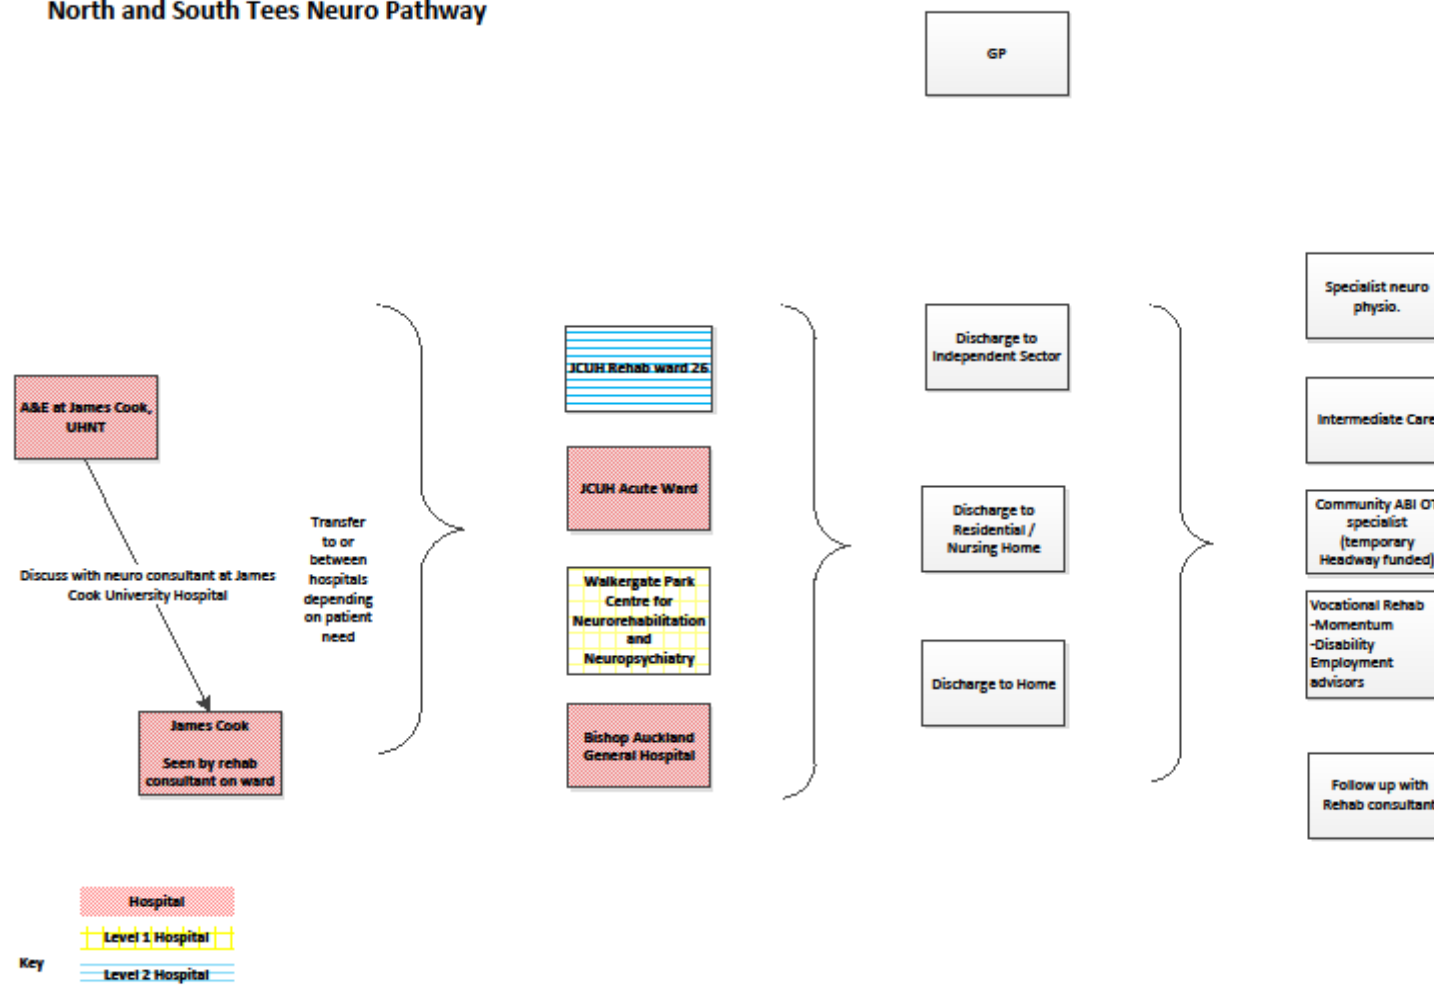 North and South Tees Neuro Pathway
GP
A&E at James Cook,
UHNT
Discuss with neuro consultant at James
Cook University Hospital
James Cook
Seen by rehab
consultant on ward
Transfer
to or
between
hospitals
depending
on patient
need
JCUH Rehab ward 26
JCUH Acute Ward
Walkergate Park
Centre for
Neurorehabilitation
and
Neuropsychiatry
Bishop Auckland
General Hospital
Discharge to
Independent Sector
Discharge to
Residential /
Nursing Home
Discharge to Home
Specialist neuro
physio.
Intermediate Care
Community ABI OT
specialist
(temporary
Headway funded)
Vocational Rehab
-Momentum
-Disability
Employment
advisors
Follow up with
Rehab consultant
Key
Hospital
Level 1 Hospital
Level 2 Hospital